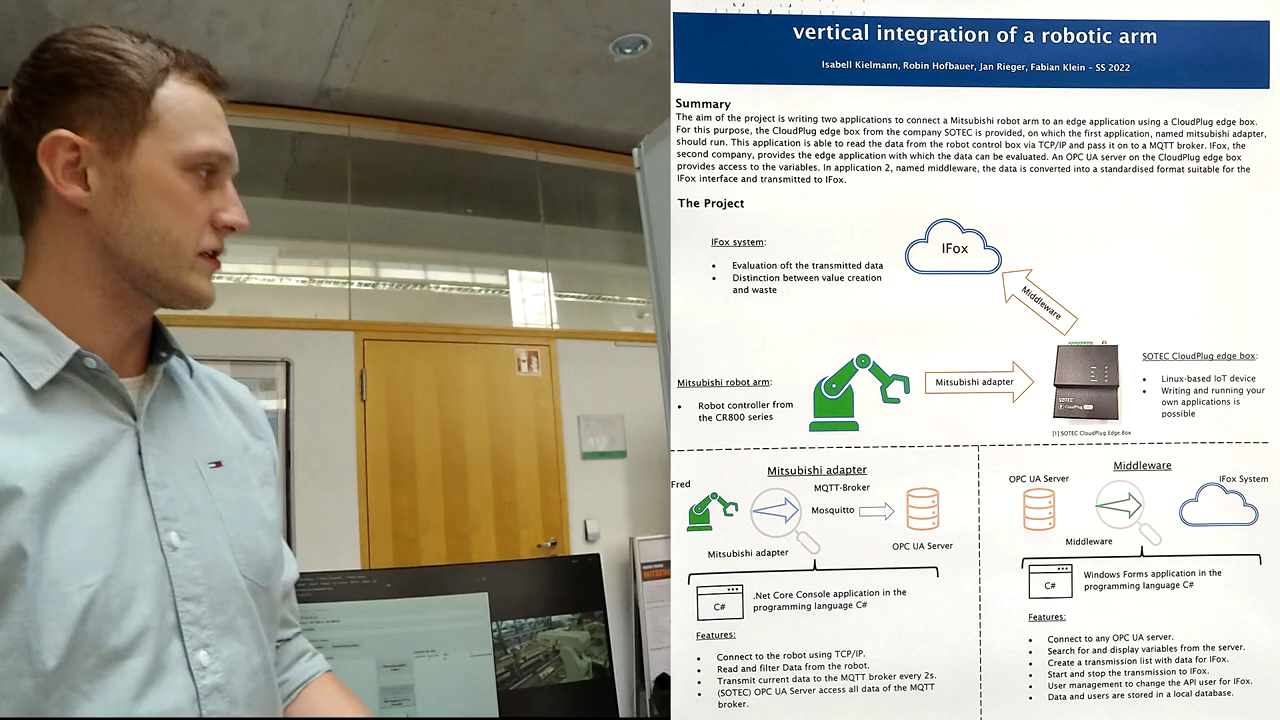 vertical integration of a robotic arm
Isabell Kielmann, Robin Hofbauer, Jan Rieger, Fabian Klein – SS 2022
Summary
The aim of the project is writing two applications to connect a Mitsubishi robot arm to an edge application using a CloudPlug edge box.
For this purpose, the CloudPlug edge box from the company SOTEC is provided, on which the first application, named mitsubishi adapter,
should run. This application is able to read the data from the robot control box via TCP/IP and pass it on to a MQTT broker. IFox, the
second company, provides the edge application with which the data can be evaluated. An OPC UA server on the CloudPlug edge box
provides access to the variables. In application 2, named middleware, the data is converted into a standardised format suitable for the
IFox interface and transmitted to IFox.
The Project
IFox system:
• Evaluation oft the transmitted data
• Distinction between value creation
and waste
IFox
Middleware
Mitsubishi robot arm:
• Robot controller from
the CR800 series
Mitsubishi adapter
SOTEC
CloudPlug
[1] SOTEC CloudPlug Edge Box
SOTEC CloudPlug edge box:
• Linux-based IoT device
• Writing and running your
own applications is
possible
Mitsubishi adapter
Fred
MQTT-Broker
Mosquitto
Mitsubishi adapter
OPC UA Server
C#
.Net Core Console application in the
programming language C#
Features:
• Connect to the robot using TCP/IP.
• Read and filter Data from the robot.
• Transmit current data to the MQTT broker every 2s.
• (SOTEC) OPC UA Server access all data of the MQTT
broker.
Middleware
OPC UA Server
IFox System
Middleware
C#
Windows Forms application in the
programming language C#
Features:
• Connect to any OPC UA server.
• Search for and display variables from the server.
• Create a transmission list with data for IFox.
• Start and stop the transmission to IFox.
• User management to change the API user for IFox.
• Data and users are stored in a local database.